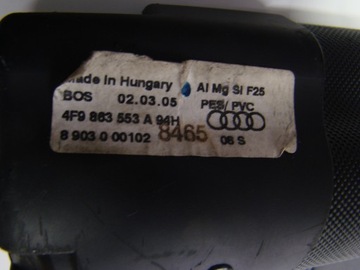 Made in Hungary Al Mg Si F25
BOS 02.03.05 PES/ PVC
4F9 863 553 A 94H
8 903 0 00102 8465 08 S